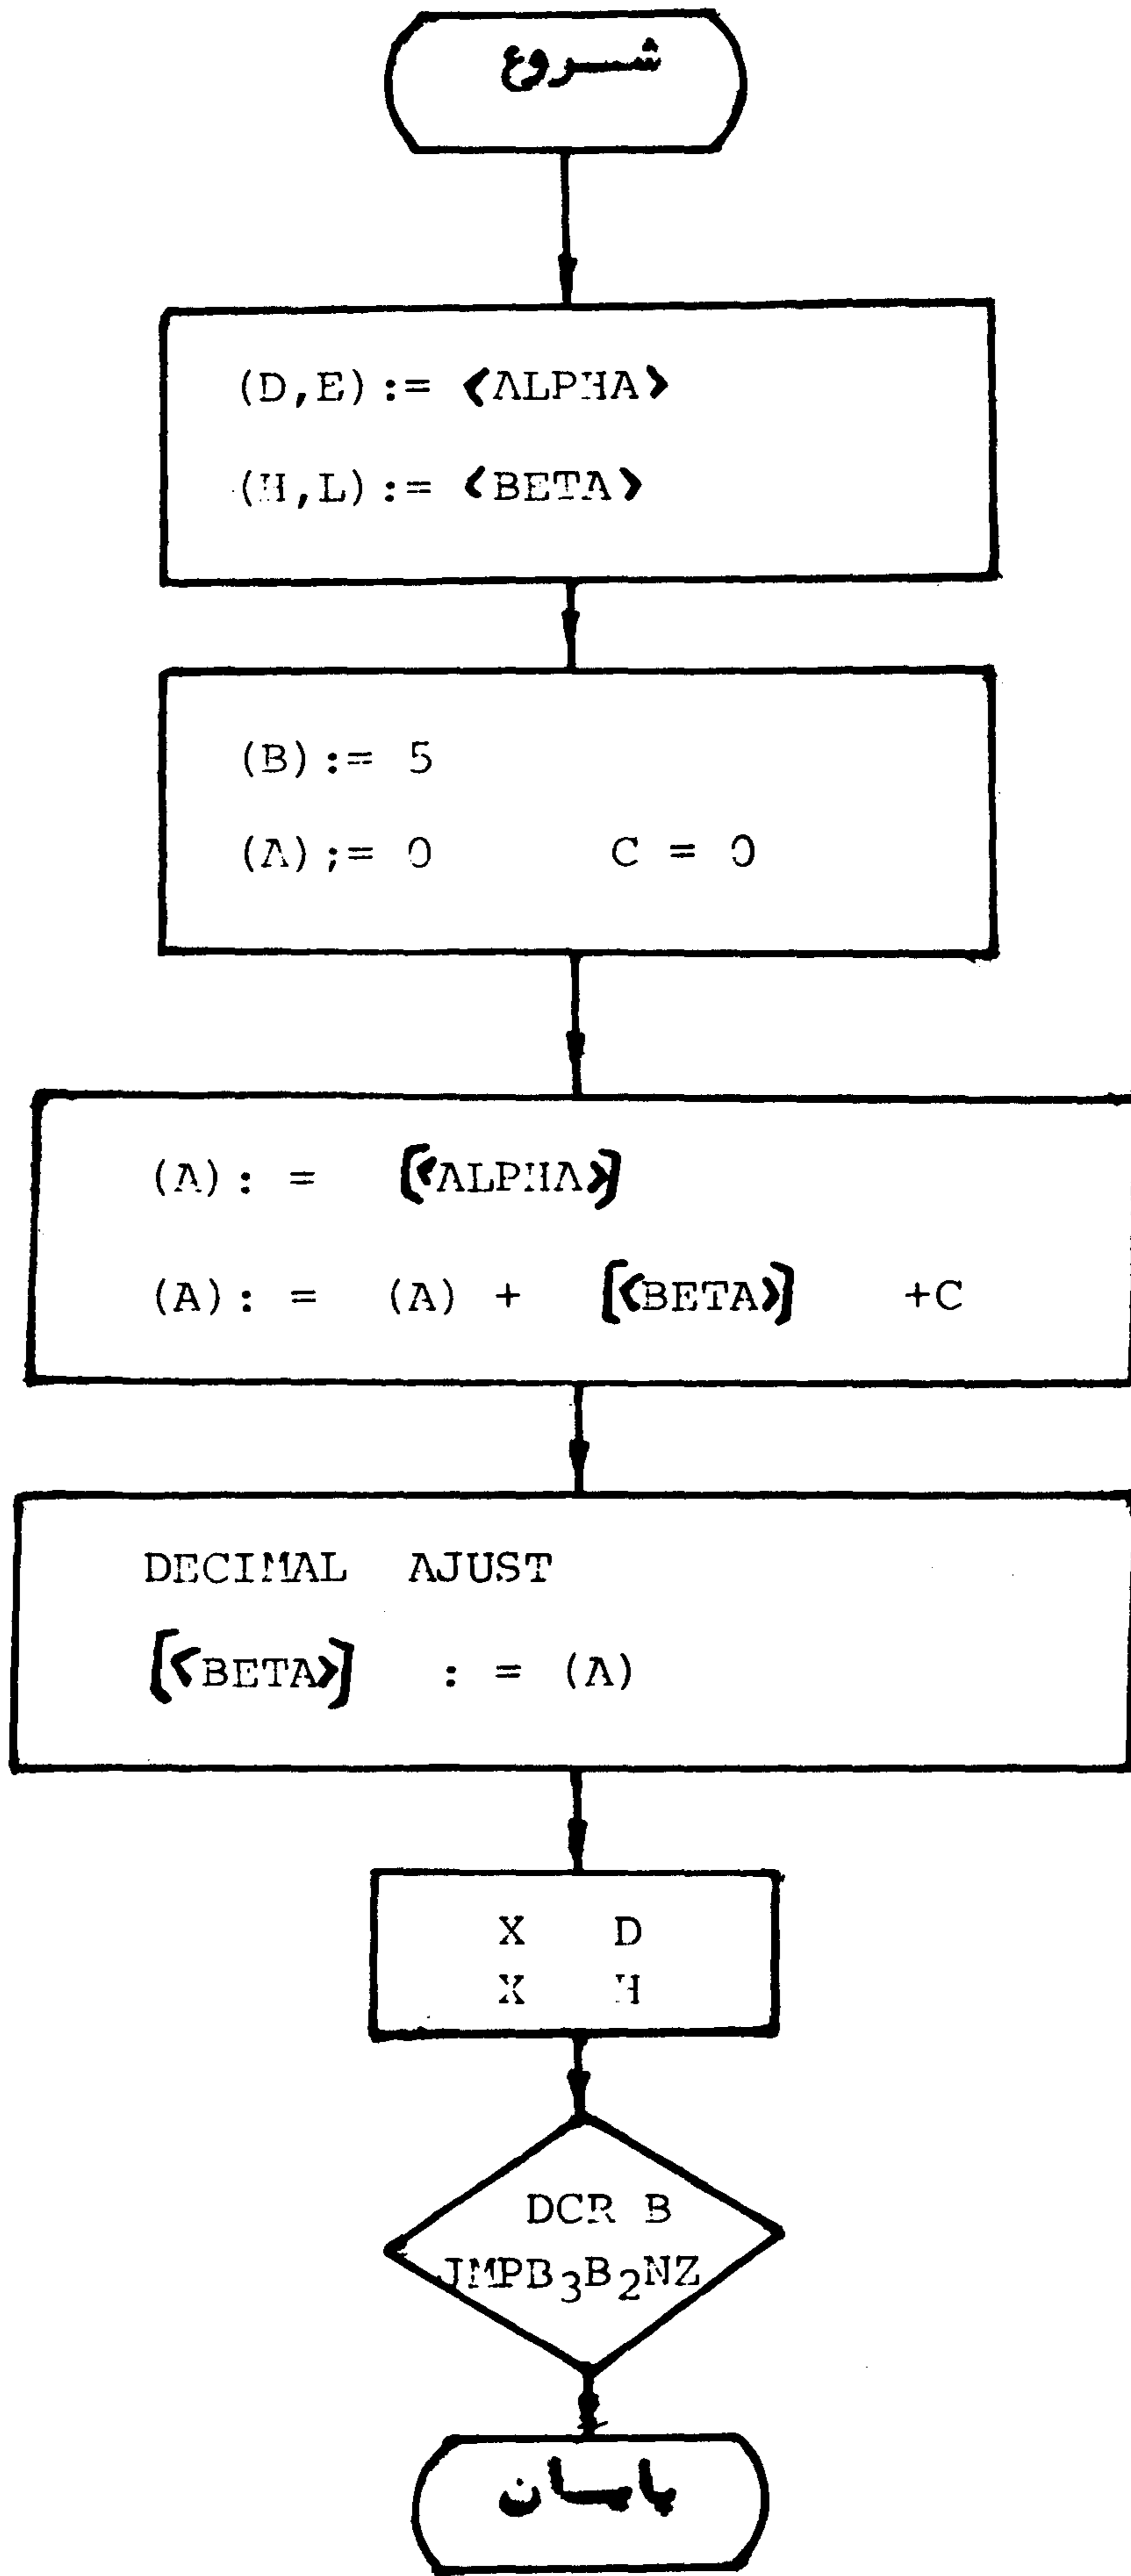 شروع
(D,E):= <ALPHA>
(H,L):= <BETA>
(B):= 5
(A);= 0 C = 0
(A): = [<ALPHA>]
(A): = (A) + [<BETA>] +C
DECIMAL AJUST
[<BETA>] : = (A)
X D
X H
DCR B
JMPB₃B₂NZ
پایان